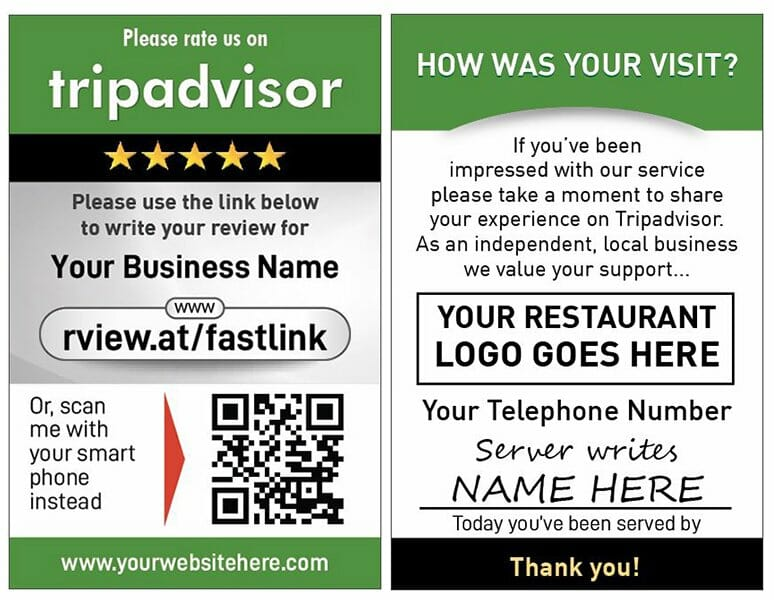 Please rate us on
tripadvisor
Please use the link below
to write your review for
Your Business Name
www
rview.at/fastlink
Or, scan
me with
your smart
phone
instead
www.yourwebsitehere.com
HOW WAS YOUR VISIT?
If you’ve been
impressed with our service
please take a moment to share
your experience on Tripadvisor.
As an independent, local business
we value your support...
YOUR RESTAURANT
LOGO GOES HERE
Your Telephone Number
Server writes
NAME HERE
Today you’ve been served by
Thank you!